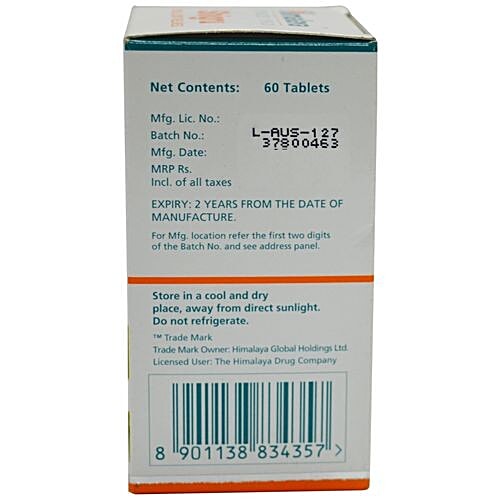 Net Contents: 60 Tablets
Mfg. Lic. No.: L-AUS-127
Batch No.: 37800463
Mfg. Date:
MRP Rs.
Incl. of all taxes
EXPIRY: 2 YEARS FROM THE DATE OF
MANUFACTURE.
For Mfg. location refer the first two digits
of the Batch No. and see address panel.
Store in a cool and dry
place, away from direct sunlight.
Do not refrigerate.
™ Trade Mark
Trade Mark Owner: Himalaya Global Holdings Ltd.
Licensed User: The Himalaya Drug Company
8 901138 834357 >